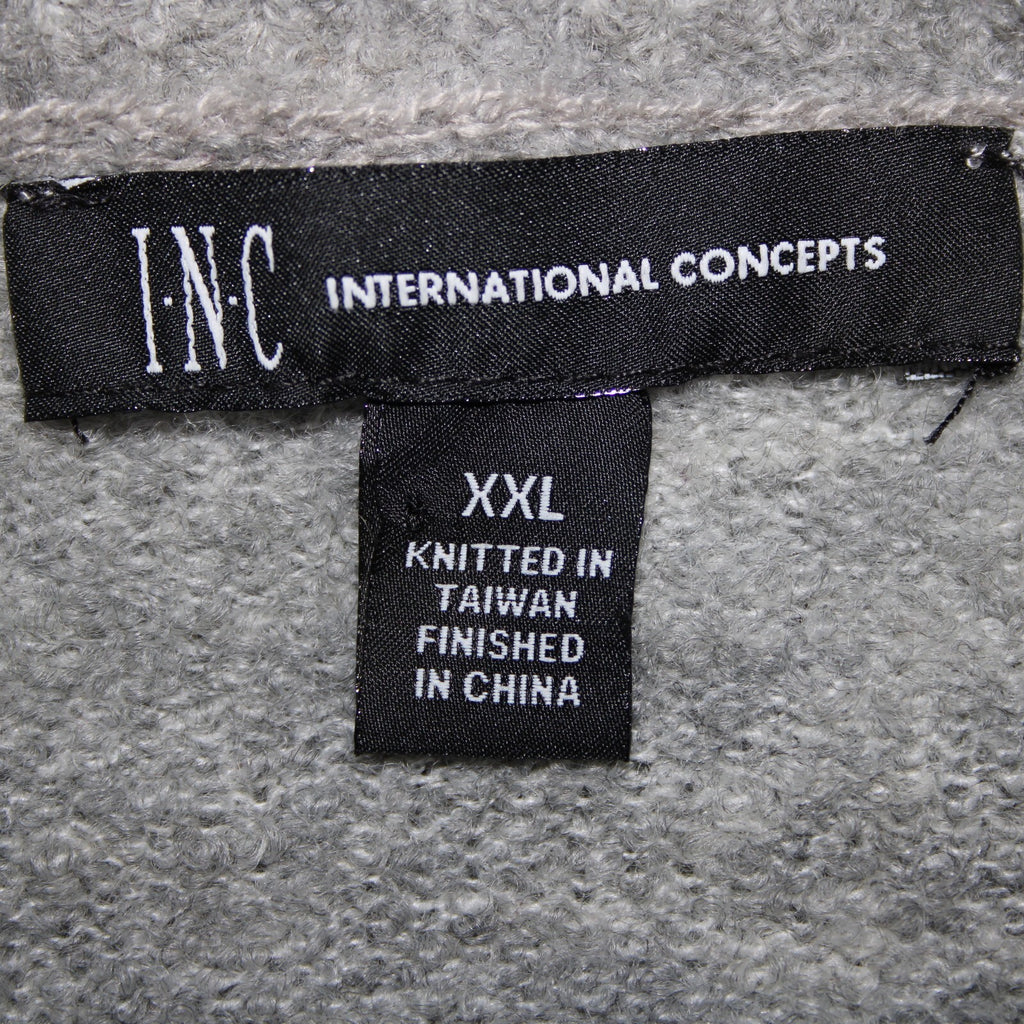 I·N·C INTERNATIONAL CONCEPTS
XXL
KNITTED IN
TAIWAN
FINISHED
IN CHINA